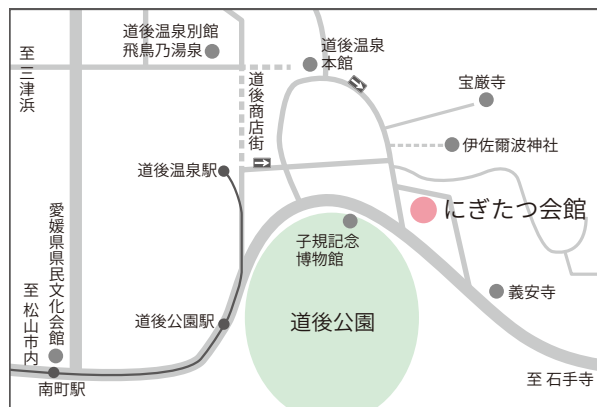 道後温泉別館
飛鳥乃湯泉
道後温泉
本館
至三津浜
道後商店街
宝厳寺
伊佐爾波神社
道後温泉駅
にぎたつ会館
愛媛県県民文化会館
子規記念
博物館
義安寺
至松山市内
道後公園駅
道後公園
南町駅
至 石手寺